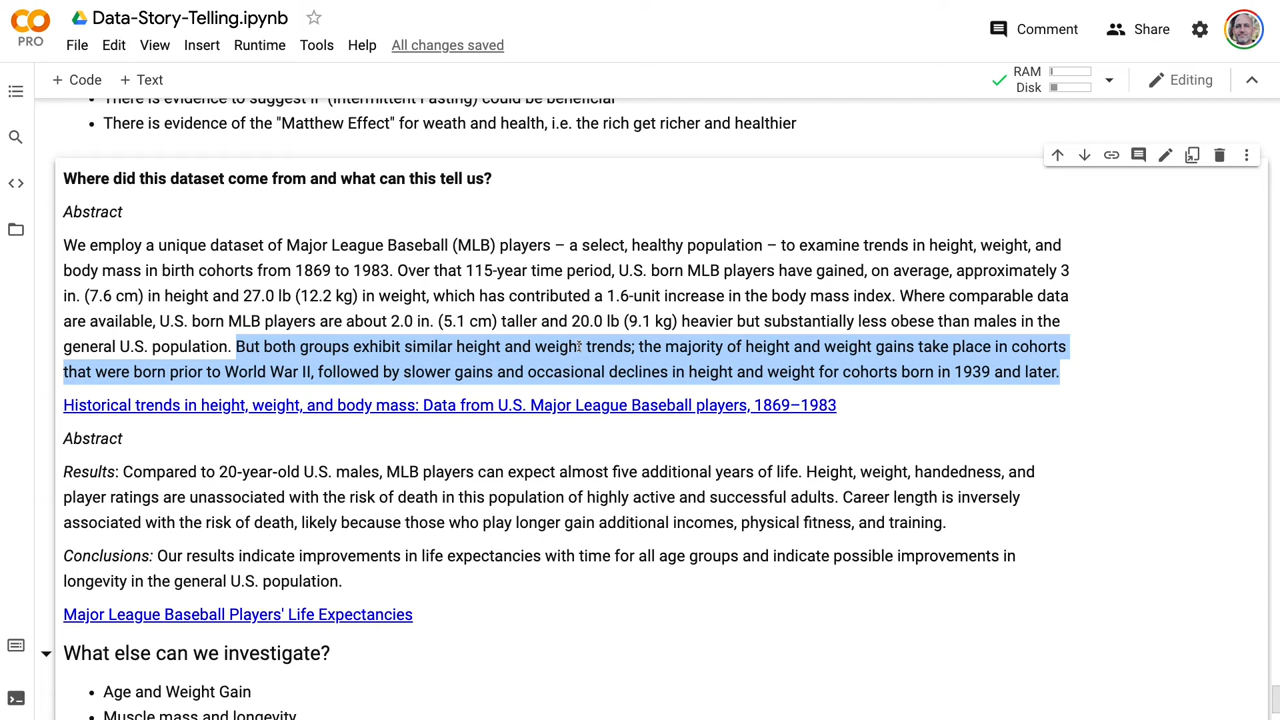 Data-Story-Telling.ipynb
PRO
File Edit View Insert Runtime Tools Help All changes saved
Comment
Share
+ Code + Text
RAM
Disk
Editing
• There is evidence to suggest IF (Intermittent Fasting) could be beneficial
• There is evidence of the "Matthew Effect" for weath and health, i.e. the rich get richer and healthier
Where did this dataset come from and what can this tell us?
Abstract
We employ a unique dataset of Major League Baseball (MLB) players – a select, healthy population – to examine trends in height, weight, and
body mass in birth cohorts from 1869 to 1983. Over that 115-year time period, U.S. born MLB players have gained, on average, approximately 3
in. (7.6 cm) in height and 27.0 lb (12.2 kg) in weight, which has contributed a 1.6-unit increase in the body mass index. Where comparable data
are available, U.S. born MLB players are about 2.0 in. (5.1 cm) taller and 20.0 lb (9.1 kg) heavier but substantially less obese than males in the
general U.S. population. But both groups exhibit similar height and weight trends; the majority of height and weight gains take place in cohorts
that were born prior to World War II, followed by slower gains and occasional declines in height and weight for cohorts born in 1939 and later.
Historical trends in height, weight, and body mass: Data from U.S. Major League Baseball players, 1869–1983
Abstract
Results: Compared to 20-year-old U.S. males, MLB players can expect almost five additional years of life. Height, weight, handedness, and
player ratings are unassociated with the risk of death in this population of highly active and successful adults. Career length is inversely
associated with the risk of death, likely because those who play longer gain additional incomes, physical fitness, and training.
Conclusions: Our results indicate improvements in life expectancies with time for all age groups and indicate possible improvements in
longevity in the general U.S. population.
Major League Baseball Players' Life Expectancies
What else can we investigate?
• Age and Weight Gain
• Muscle mass and longevity